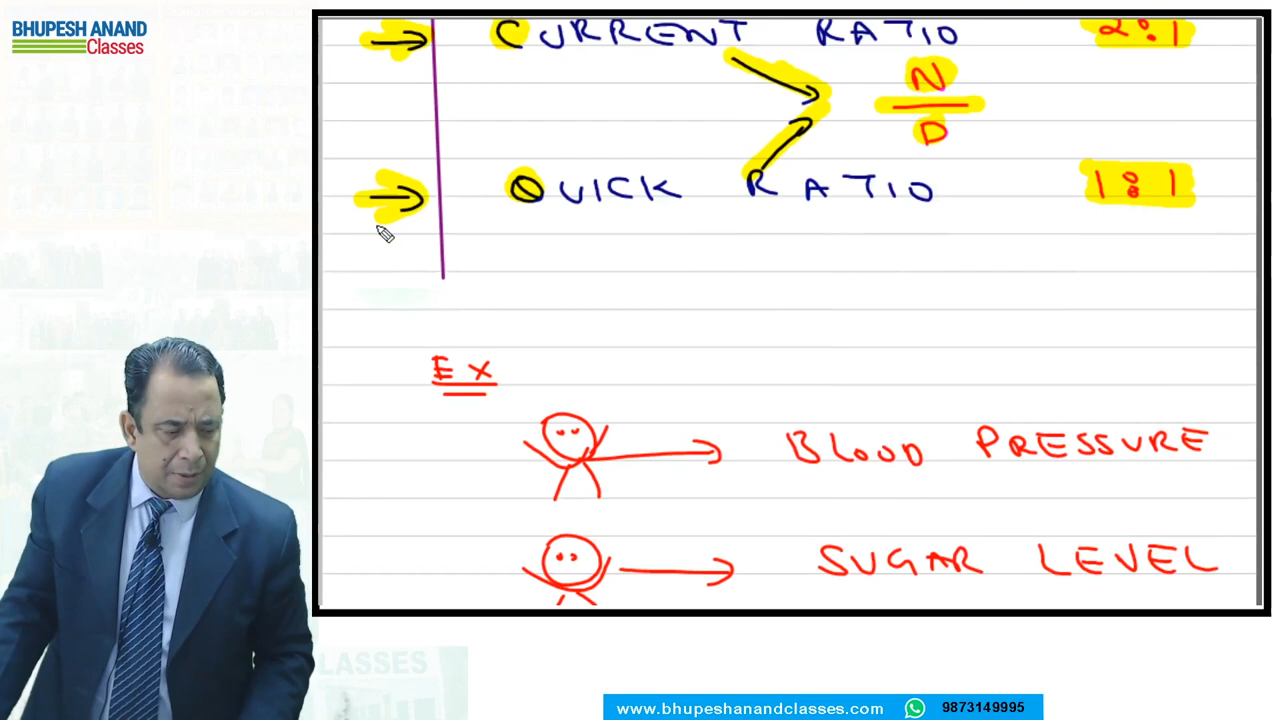 BHUPESH ANAND
Classes
CURRENT RATIO 2:1
N
D
QUICK RATIO 1:1
EX
BLOOD PRESSURE
SUGAR LEVEL
CLASSES
www.bhupeshanandclasses.com 9873149995